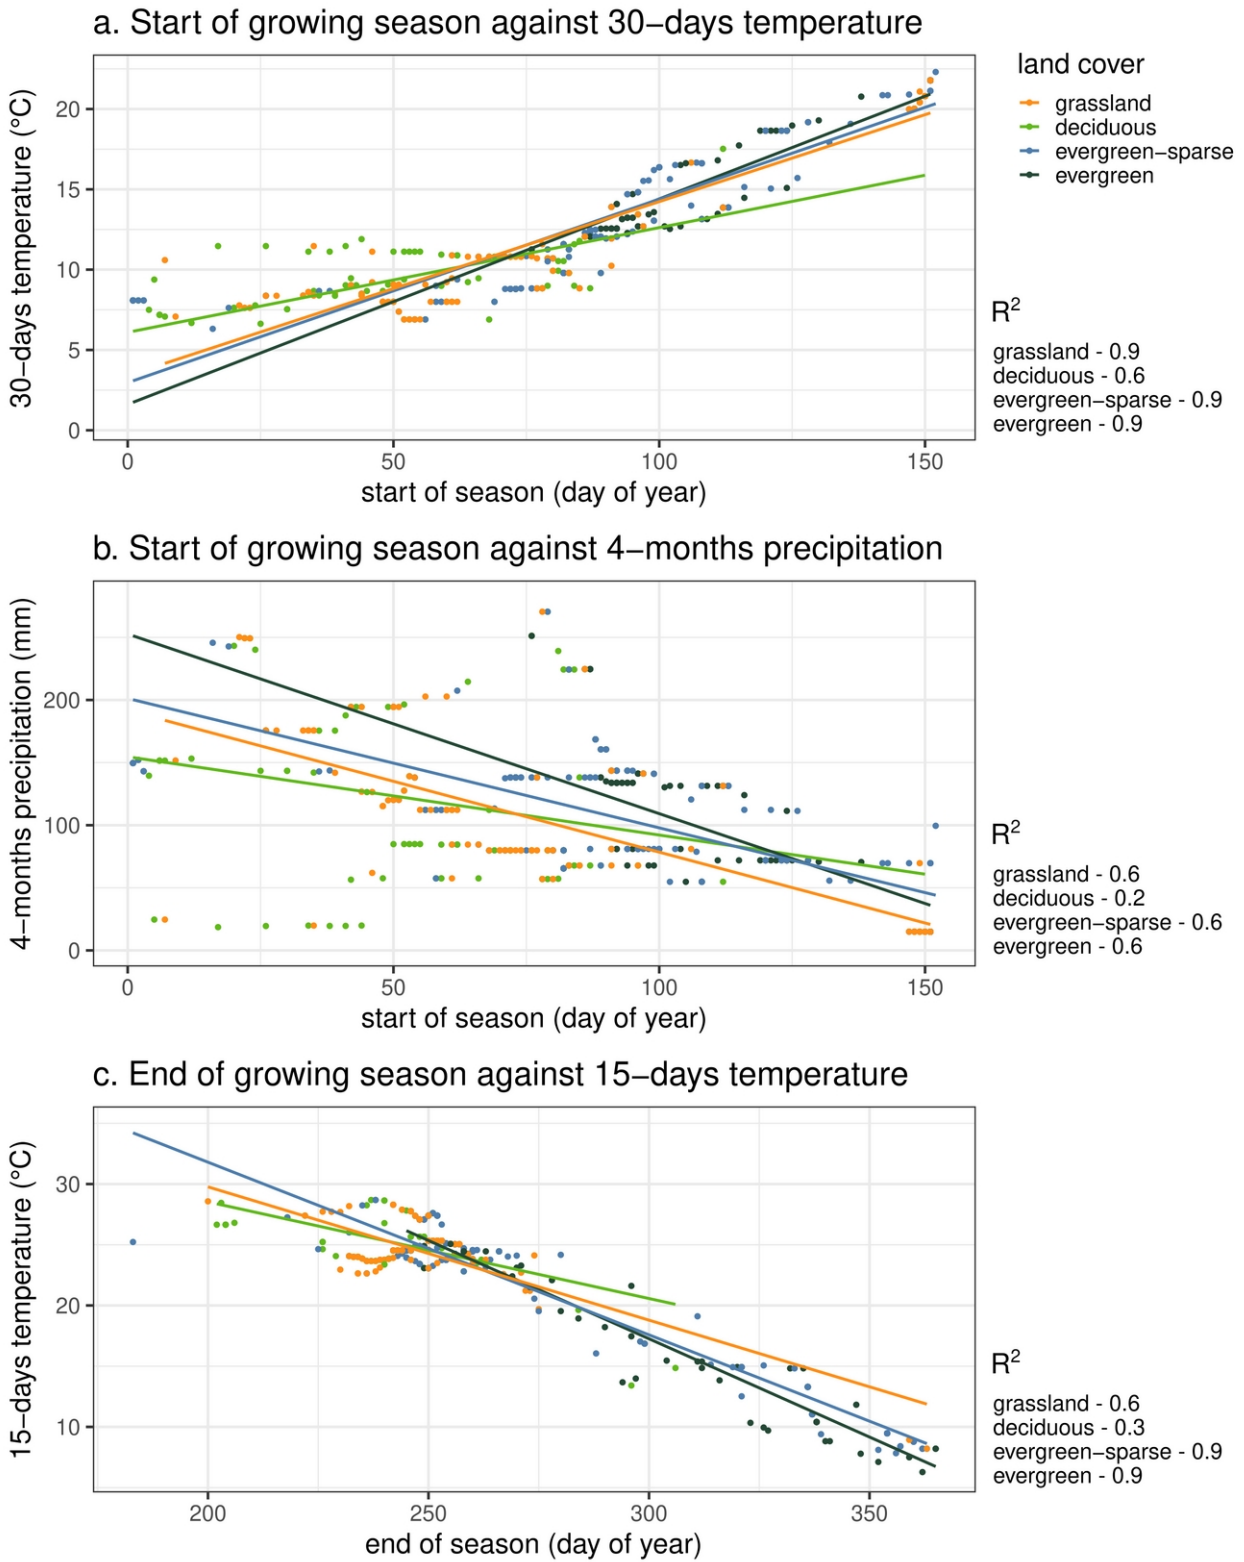 a. Start of growing season against 30−days temperature
30−days temperature (°C)
20
15
10
5
0
0 50 100 150
start of season (day of year)
land cover
grassland
deciduous
evergreen−sparse
evergreen
R²
grassland - 0.9
deciduous - 0.6
evergreen−sparse - 0.9
evergreen - 0.9
b. Start of growing season against 4−months precipitation
4−months precipitation (mm)
200
100
0
0 50 100 150
start of season (day of year)
R²
grassland - 0.6
deciduous - 0.2
evergreen−sparse - 0.6
evergreen - 0.6
c. End of growing season against 15−days temperature
15−days temperature (°C)
30
20
10
200 250 300 350
end of season (day of year)
R²
grassland - 0.6
deciduous - 0.3
evergreen−sparse - 0.9
evergreen - 0.9